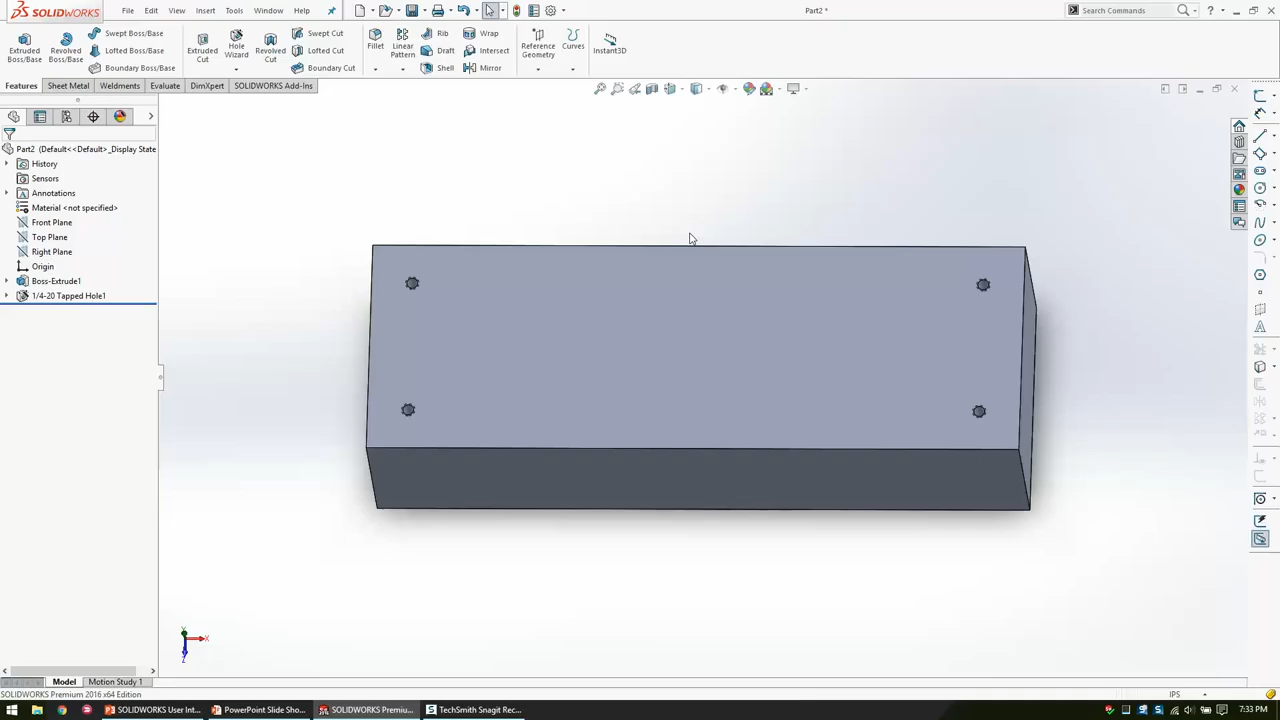 SOLIDWORKS
File
Edit
View
Insert
Tools
Window
Help
Part2 *
Search Commands
Extruded Boss/Base
Revolved Boss/Base
Swept Boss/Base
Lofted Boss/Base
Boundary Boss/Base
Extruded Cut
Hole Wizard
Revolved Cut
Swept Cut
Lofted Cut
Boundary Cut
Fillet
Linear Pattern
Rib
Draft
Shell
Wrap
Intersect
Mirror
Reference Geometry
Curves
Instant3D
Features
Sheet Metal
Weldments
Evaluate
DimXpert
SOLIDWORKS Add-Ins
Part2 (Default<<Default>_Display State
History
Sensors
Annotations
Material <not specified>
Front Plane
Top Plane
Right Plane
Origin
Boss-Extrude1
1/4-20 Tapped Hole1
Y
X
Z
Model
Motion Study 1
SOLIDWORKS Premium 2016 x64 Edition
IPS
SOLIDWORKS User Int...
PowerPoint Slide Sho...
SOLIDWORKS Premiu...
TechSmith Snagit Rec...
7:33 PM